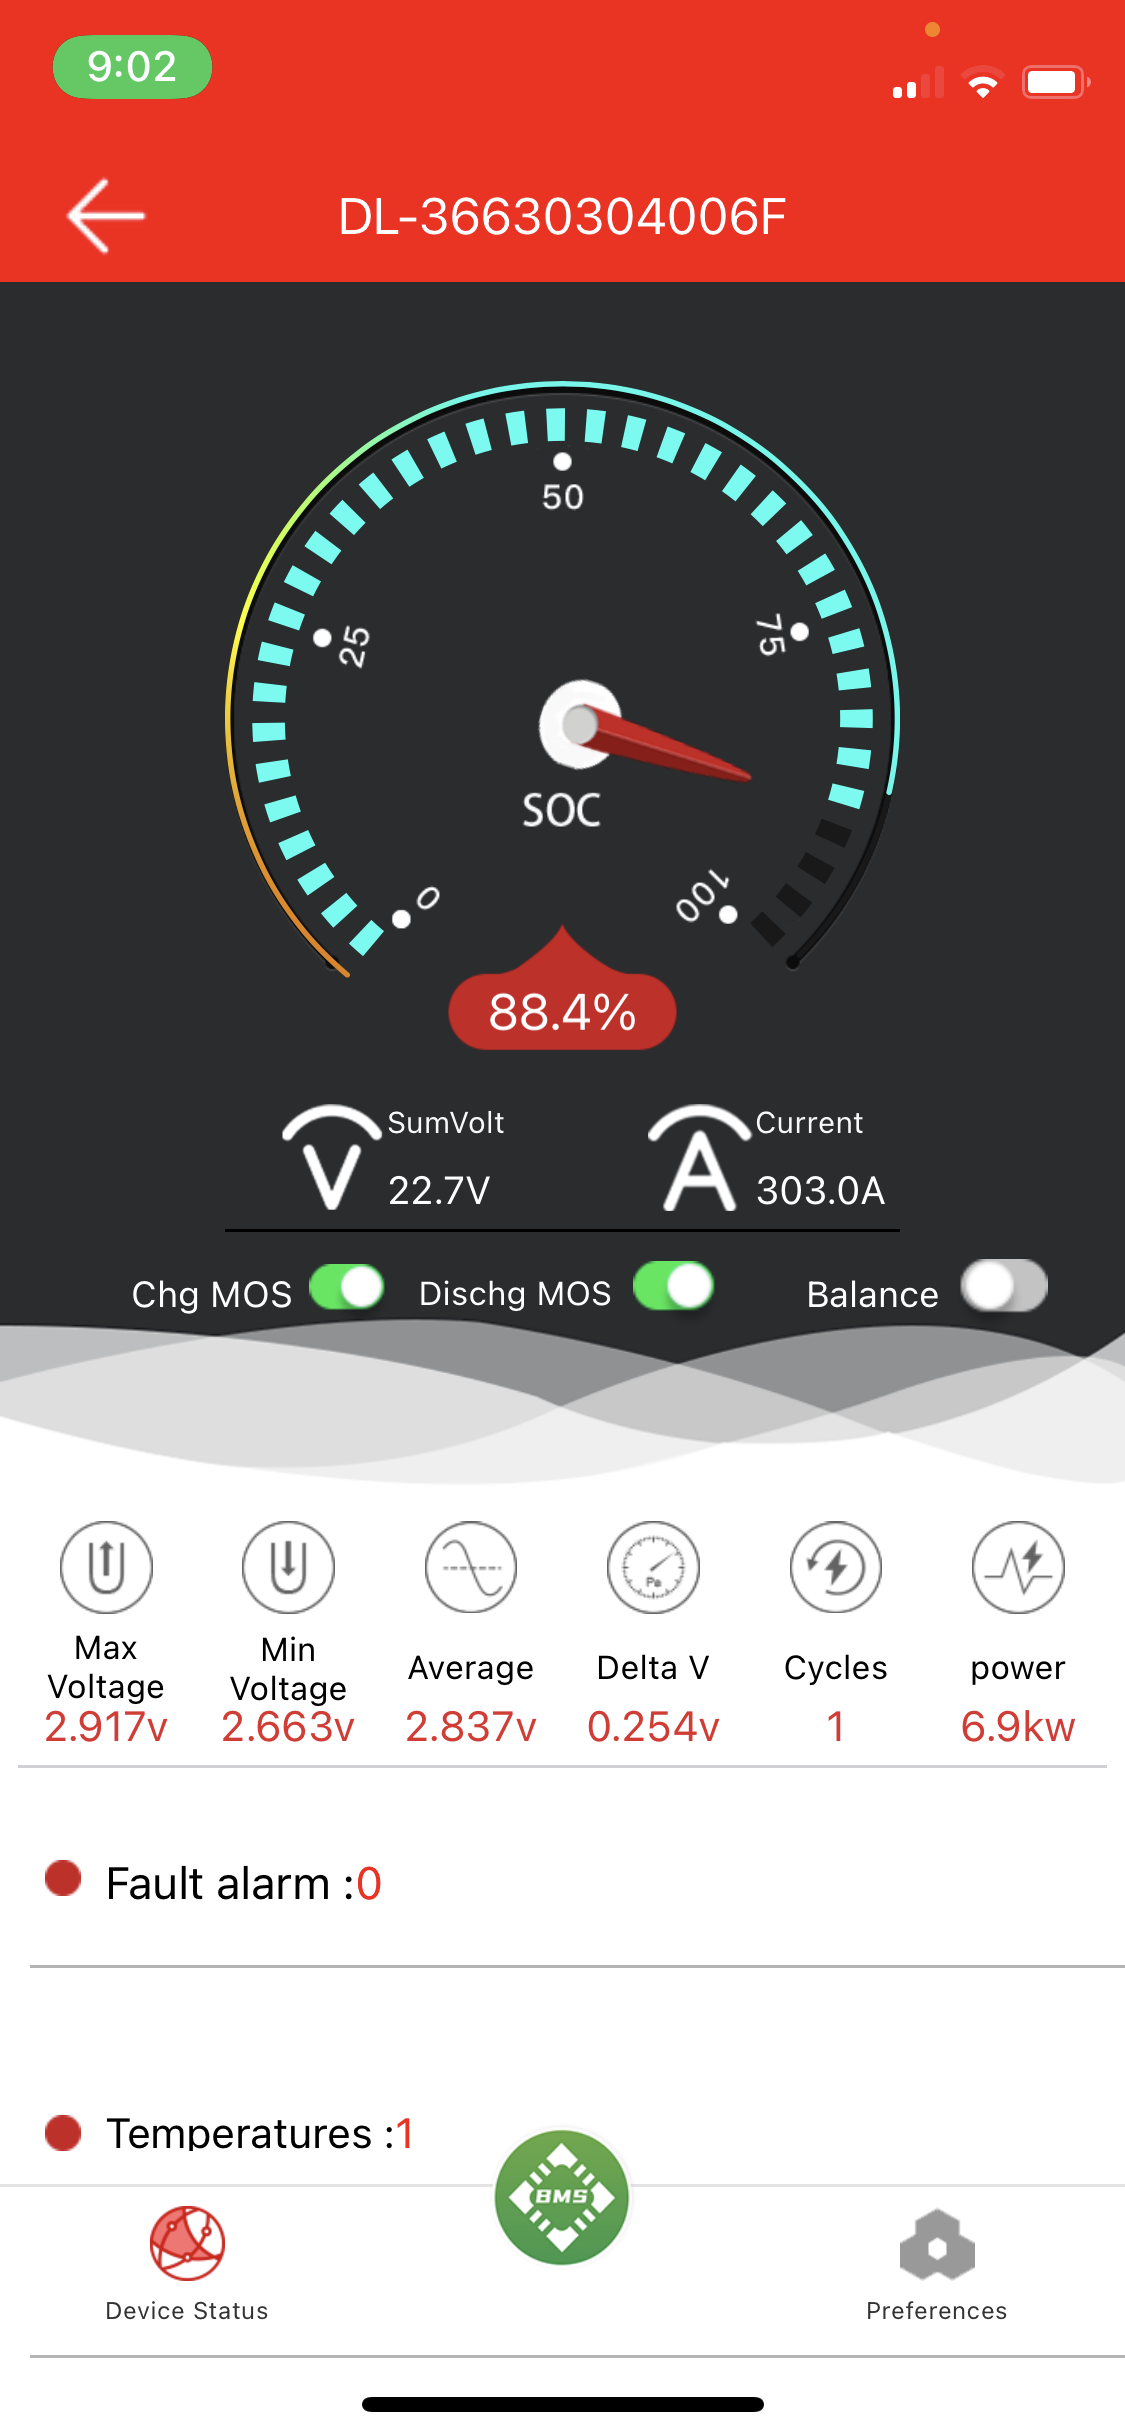 9:02
DL-36630304006F
50
25
75
SOC
0
100
88.4%
SumVolt
22.7V
Current
303.0A
Chg MOS
Dischg MOS
Balance
Pa
Max Voltage
Min Voltage
Average
Delta V
Cycles
power
2.917v
2.663v
2.837v
0.254v
1
6.9kw
Fault alarm :0
Temperatures :1
BMS
Device Status
Preferences